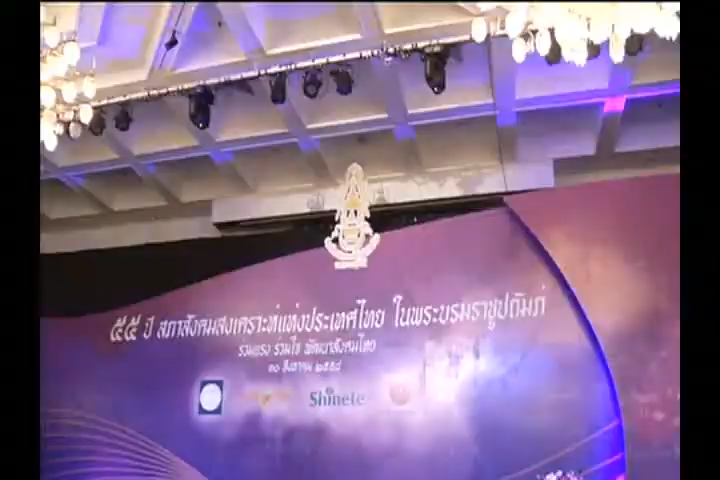 ๕๕ ปี สภาสังคมสงเคราะห์แห่งประเทศไทย ในพระบรมราชูปถัมภ์
ร่วมแรง ร่วมใจ พัฒนาสังคมไทย
๓๐ สิงหาคม ๒๕๕๘
Shinete